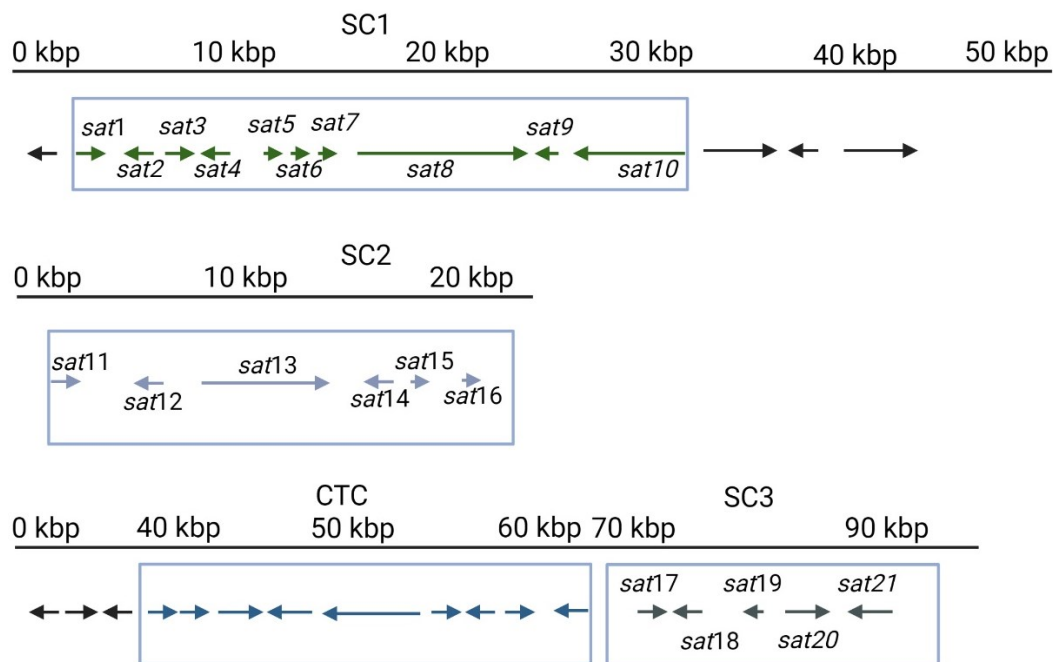 SC1
0 kbp 10 kbp 20 kbp 30 kbp 40 kbp 50 kbp
sat1 sat3 sat5 sat7 sat9
sat2 sat4 sat6 sat8 sat10
SC2
0 kbp 10 kbp 20 kbp
sat11 sat13 sat15
sat12 sat14 sat16
CTC SC3
0 kbp 40 kbp 50 kbp 60 kbp 70 kbp 90 kbp
sat17 sat19 sat21
sat18 sat20